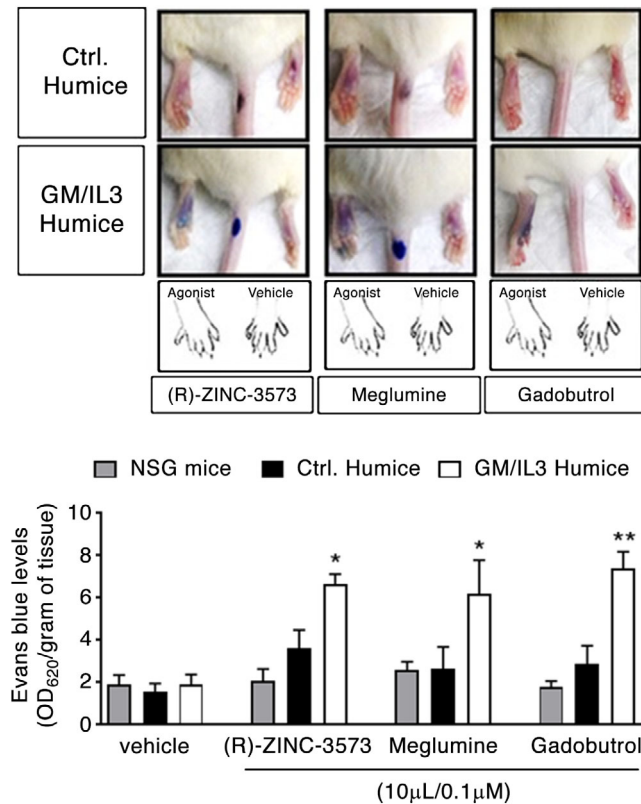 Ctrl.
Humice
GM/IL3
Humice
Agonist Vehicle Agonist Vehicle Agonist Vehicle
(R)-ZINC-3573 Meglumine Gadobutrol
NSG mice Ctrl. Humice GM/IL3 Humice
Evans blue levels
(OD620/gram of tissue)
10
8
6
4
2
0
* * **
vehicle (R)-ZINC-3573 Meglumine Gadobutrol
(10μL/0.1μM)